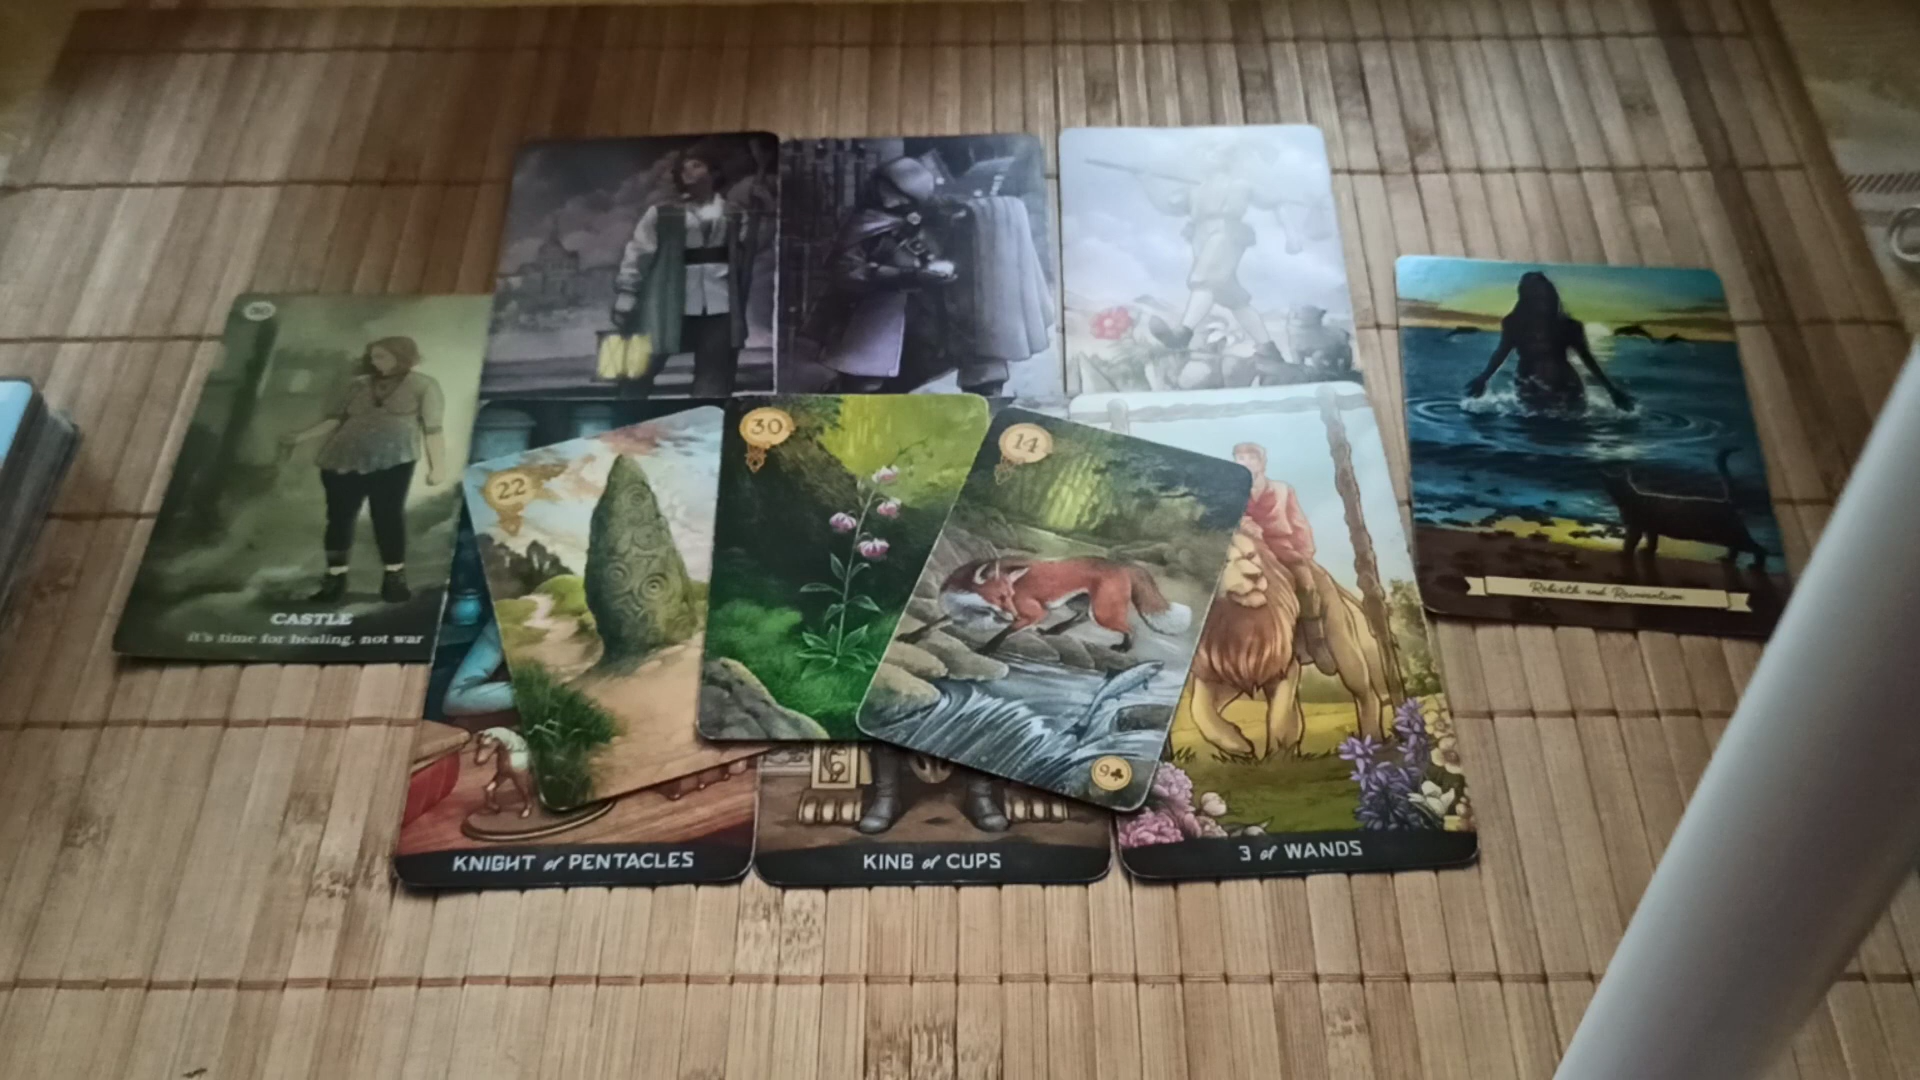 CASTLE
it's time for healing, not war
22
30
14
9♣
Rebirth and Reinvention
KNIGHT of PENTACLES
KING of CUPS
3 of WANDS